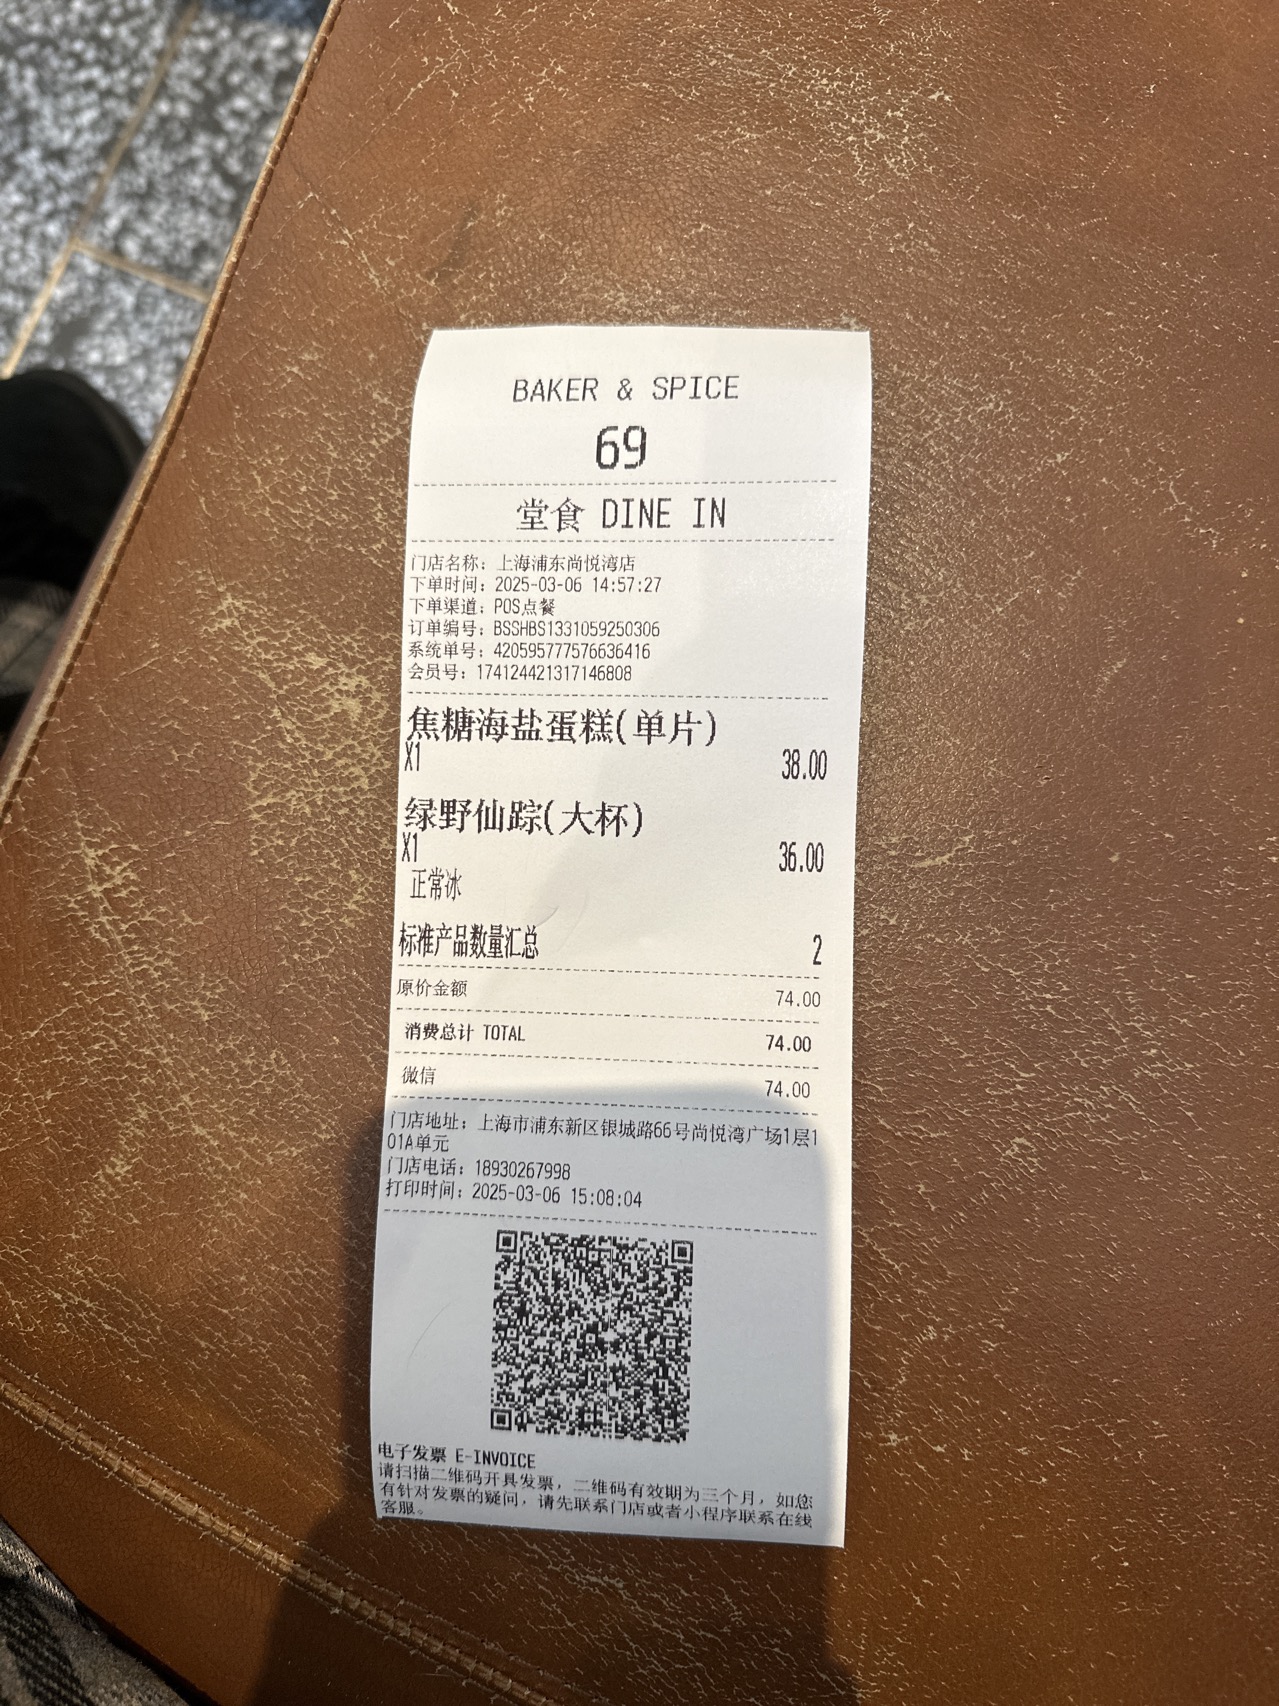 BAKER & SPICE
69
堂食 DINE IN
门店名称：上海浦东尚悦湾店
下单时间：2025-03-06 14:57:27
下单渠道：POS点餐
订单编号：BSSHBS1331059250306
系统单号：420595777576636416
会员号：174124421317146808
焦糖海盐蛋糕(单片)
X1 38.00
绿野仙踪(大杯)
X1 36.00
正常冰
标准产品数量汇总 2
原价金额 74.00
消费总计 TOTAL 74.00
微信 74.00
门店地址：上海市浦东新区银城路66号尚悦湾广场1层1
01A单元
门店电话：18930267998
打印时间：2025-03-06 15:08:04
电子发票 E-INVOICE
请扫描二维码开具发票，二维码有效期为三个月，如您
有针对发票的疑问，请先联系门店或者小程序联系在线
客服。